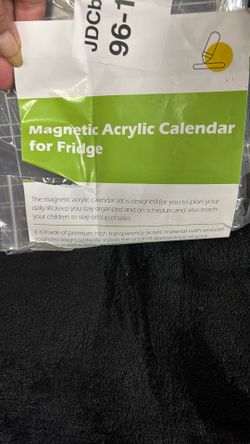 JDCb
96-1
Magnetic Acrylic Calendar
for Fridge
The magnetic acrylic calendar set is designed for you to plan your
daily life,keep you organized and on schedule,and also teach
your children to stay on top of tasks.
It is made of premium high transparency acrylic material with smooth